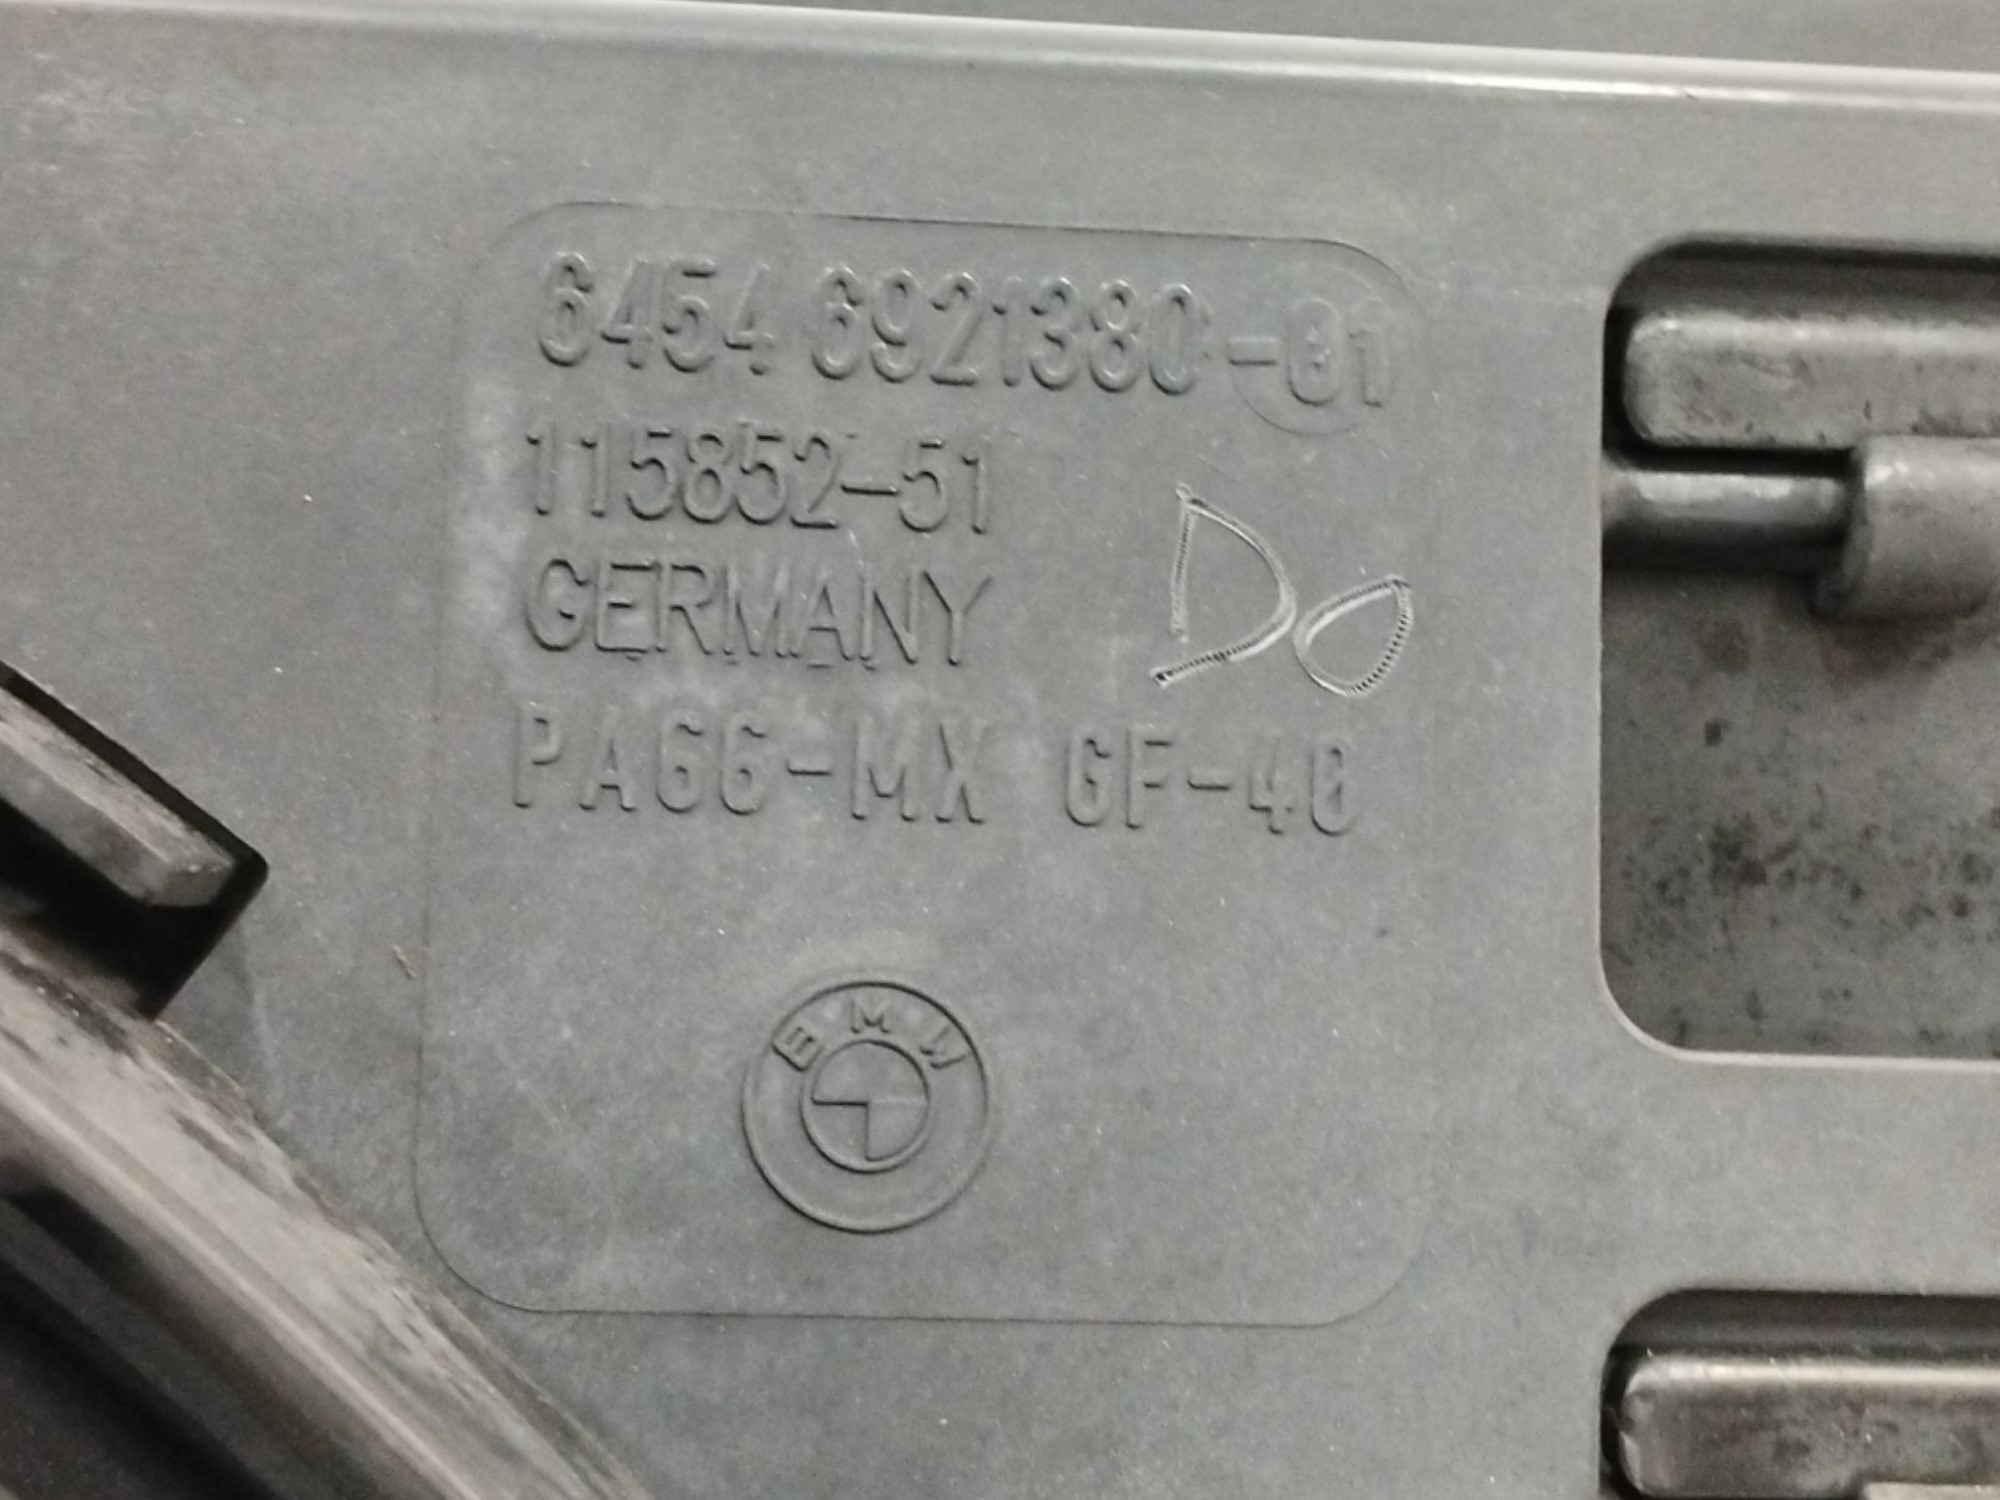 6454 6921380-01
115852-51
GERMANY
DO
PA66-MX GF-40
BMW